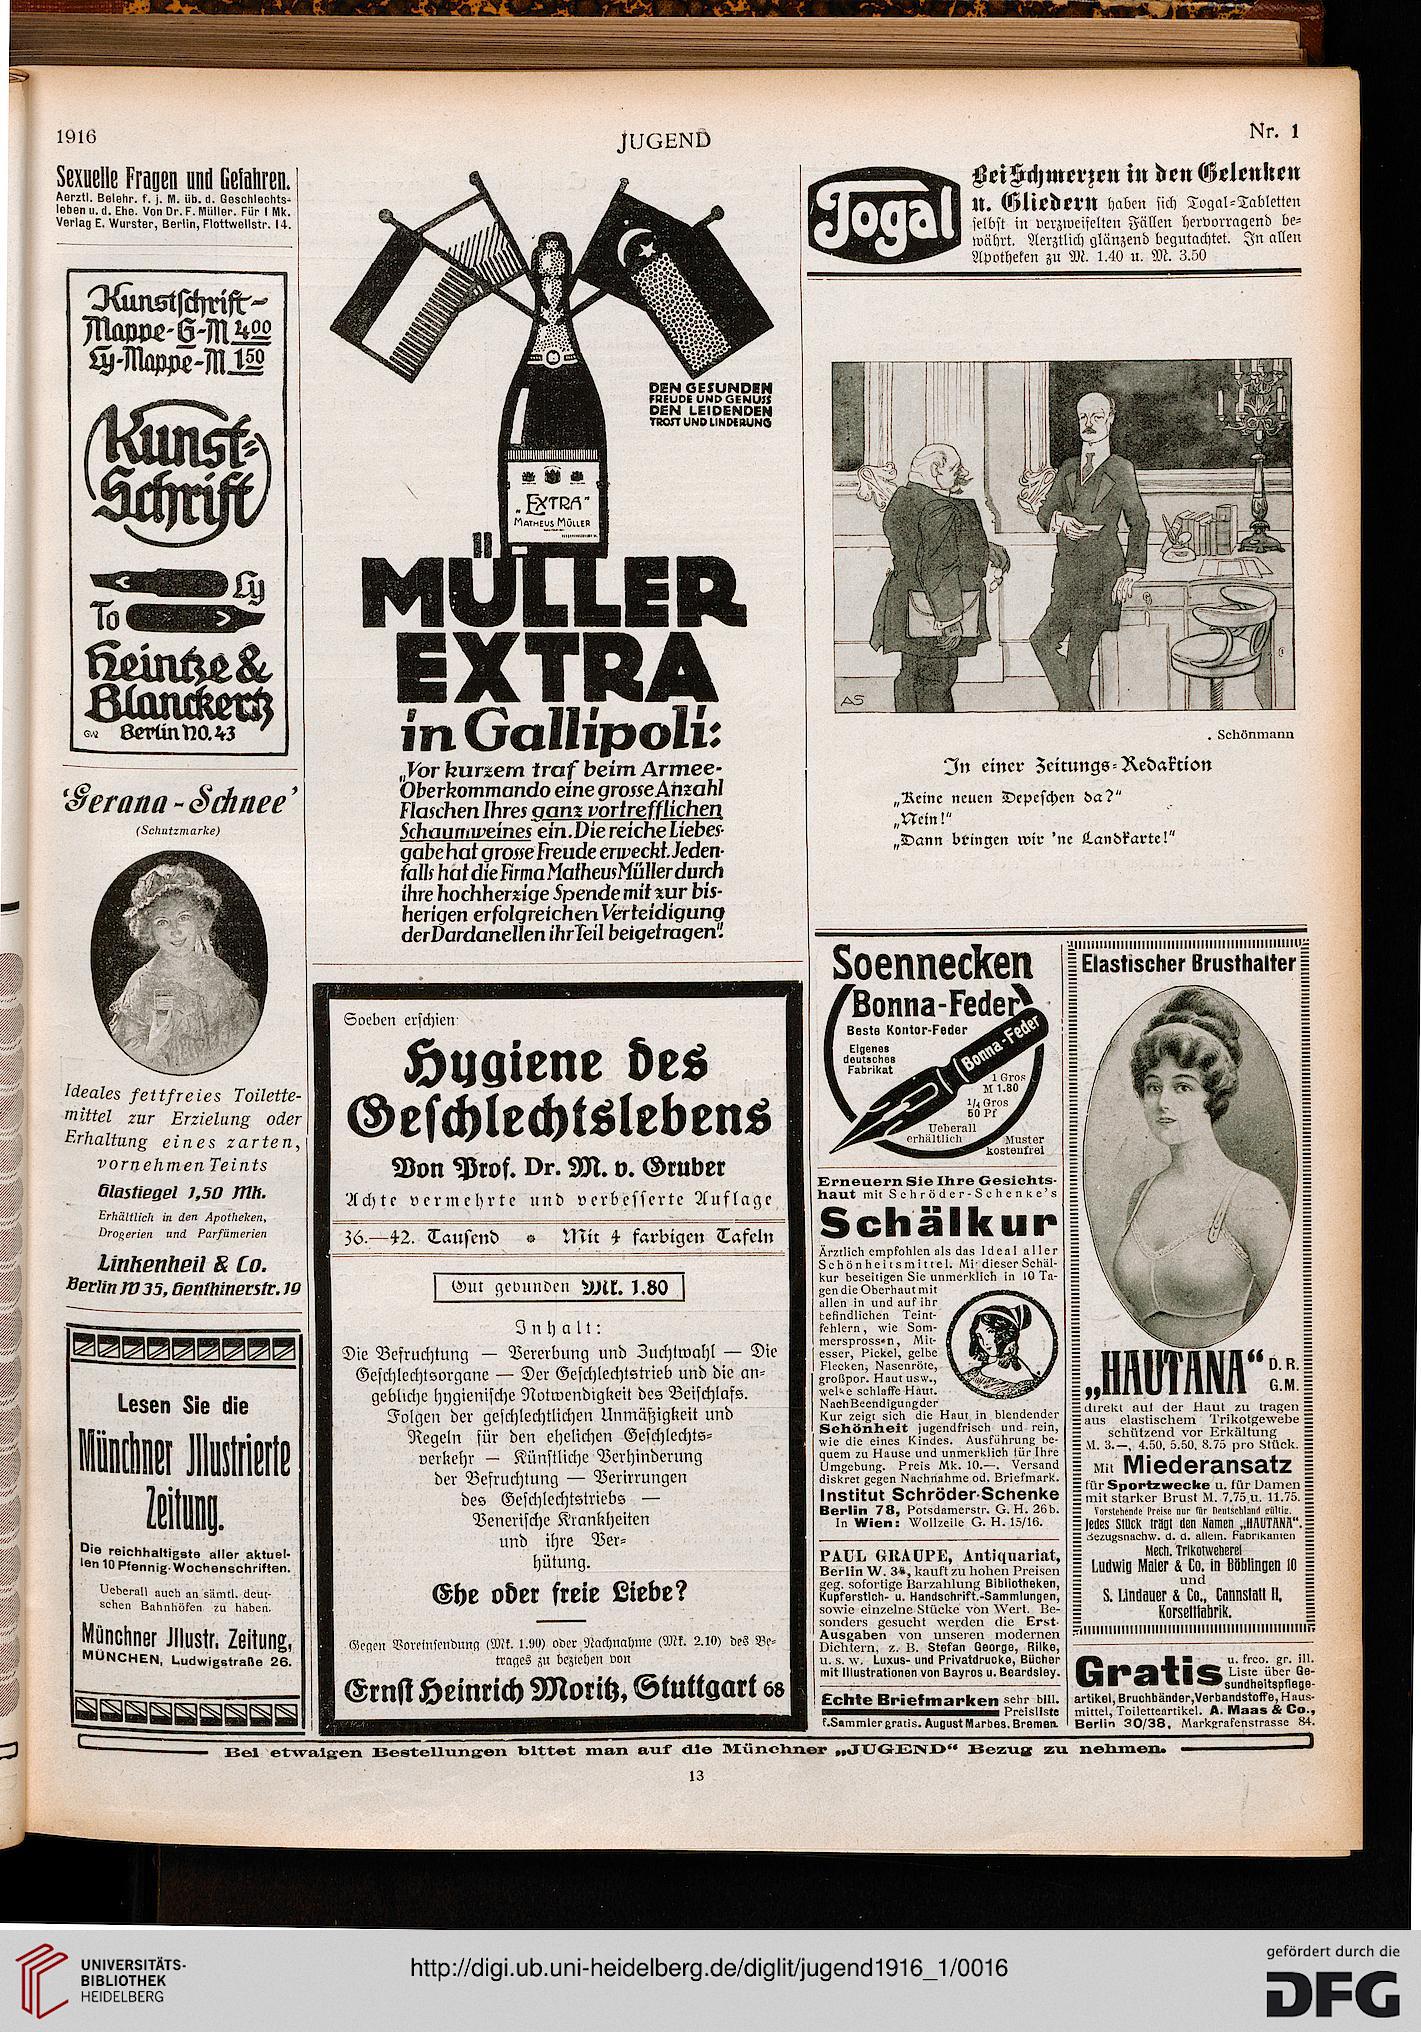 1916
JUGEND
Nr. 1
Sexuelle Fragen und Gefahren.
Aerztl. Belehr. f. j. M. üb. d. Geschlechts-
leben u. d. Ehe. Von Dr. F. Müller. Für 1 Mk.
Verlag E. Wurster, Berlin, Flottwellstr. 14.
Kunstschrift-
Mappe-G-M 4.00
Ly-Mappe-M 1.50
Kunst-
Schrift
Ly
To
Heintze &
Blanckertz
Berlin NO. 43
'Gerana-Schnee'
(Schutzmarke)
Ideales fettfreies Toilette-
mittel zur Erzielung oder
Erhaltung eines zarten,
vornehmen Teints
Glastiegel 1,50 Mk.
Erhältlich in den Apotheken,
Drogerien und Parfümerien
Linkenheil & Co.
Berlin W 35, Genthinerstr. 19
Lesen Sie die
Münchner Jllustrierte
Zeitung.
Die reichhaltigste aller aktuel-
len 10 Pfennig-Wochenschriften.
Ueberall auch an sämtl. deut-
schen Bahnhöfen zu haben.
Münchner Jllustr. Zeitung,
MÜNCHEN, Ludwigstraße 26.
DEN GESUNDEN
FREUDE UND GENUSS
DEN LEIDENDEN
TROST UND LINDERUNG
„EXTRA"
MATHEUS MÜLLER
MÜLLER
EXTRA
in Gallipoli:
„Vor kurzem traf beim Armee-
Oberkommando eine grosse Anzahl
Flaschen Ihres ganz vortrefflichen
Schaumweines ein. Die reiche Liebes-
gabe hat grosse Freude erweckt. Jeden-
falls hat die Firma Matheus Müller durch
ihre hochherzige Spende mit zur bis-
herigen erfolgreichen Verteidigung
der Dardanellen ihr Teil beigetragen".
Soeben erschien
Hygiene des
Geschlechtslebens
Von Prof. Dr. M. v. Gruber
Achte vermehrte und verbesserte Auflage
36.—42. Tausend * Mit 4 farbigen Tafeln
Gut gebunden Mk. 1.80
Inhalt:
Die Befruchtung — Vererbung und Zuchtwahl — Die
Geschlechtsorgane — Der Geschlechtstrieb und die an-
gebliche hygienische Notwendigkeit des Beischlafs.
Folgen der geschlechtlichen Unmäßigkeit und
Regeln für den ehelichen Geschlechts-
verkehr — Künstliche Verhinderung
der Befruchtung — Verirrungen
des Geschlechtstriebs —
Venerische Krankheiten
und ihre Ver-
hütung.
Ehe oder freie Liebe?
Gegen Voreinsendung (Mk. 1.90) oder Nachnahme (Mk. 2.10) des Be-
trages zu beziehen von
Ernst Heinrich Moritz, Stuttgart 68
Togal
Bei Schmerzen in den Gelenken
u. Gliedern haben sich Togal-Tabletten
selbst in verzweifelten Fällen hervorragend be-
währt. Aerztlich glänzend begutachtet. In allen
Apotheken zu M. 1.40 u. M. 3.50
AS
. Schönmann
In einer Zeitungs-Redaktion
„Keine neuen Depeschen da?"
„Nein!"
„Dann bringen wir 'ne Landkarte!"
Soennecken
Bonna-Feder
Beste Kontor-Feder
Eigenes
deutsches
Fabrikat
Bonna-Feder
1 Gros
M 1.80
1/4 Gros
50 Pf
Ueberall
erhältlich
Muster
kostenfrei
Erneuern Sie Ihre Gesichts-
haut mit Schröder-Schenke's
Schälkur
Ärztlich empfohlen als das Ideal aller
Schönheitsmittel. Mit dieser Schäl-
kur beseitigen Sie unmerklich in 10 Ta-
gen die Oberhaut mit
allen in und auf ihr
befindlichen Teint-
fehlern, wie Som-
mersprossen, Mit-
esser, Pickel, gelbe
Flecken, Nasenröte,
großpor. Haut usw.,
welke schlaffe Haut.
Nach Beendigung der
Kur zeigt sich die Haut in blendender
Schönheit jugendfrisch und rein,
wie die eines Kindes. Ausführung be-
quem zu Hause und unmerklich für Ihre
Umgebung. Preis Mk. 10.—. Versand
diskret gegen Nachnahme od. Briefmark.
Institut Schröder-Schenke
Berlin 78, Potsdamerstr. G. H. 26b.
In Wien: Wollzeile G. H. 15/16.
PAUL GRAUPE, Antiquariat,
Berlin W. 35, kauft zu hohen Preisen
geg. sofortige Barzahlung Bibliotheken,
Kupferstich- u. Handschrift.-Sammlungen,
sowie einzelne Stücke von Wert. Be-
sonders gesucht werden die Erst-
Ausgaben von unseren modernen
Dichtern, z. B. Stefan George, Rilke,
u. s. w., Luxus- und Privatdrucke, Bücher
mit Illustrationen von Bayros u. Beardsley.
Echte Briefmarken sehr bill.
Preisliste
f. Sammler gratis. August Marbes, Bremen.
Elastischer Brusthalter
„HAUTANA" D. R.
G. M.
direkt auf der Haut zu tragen
aus elastischem Trikotgewebe
schützend vor Erkältung
M. 3.—, 4.50, 5.50, 8.75 pro Stück.
Mit Miederansatz
für Sportzwecke u. für Damen
mit starker Brust M. 7.75 u. 11.75.
Vorstehende Preise nur für Deutschland gültig.
Jedes Stück trägt den Namen „HAUTANA".
Bezugsnachw. d. d. allein. Fabrikanten
Mech. Trikotweberei
Ludwig Maier & Co. in Böblingen 10
und
S. Lindauer & Co., Cannstatt II,
Korsettfabrik.
Gratis u. frco. gr. ill.
Liste über Ge-
sundheitspflege-
artikel, Bruchbänder, Verbandstoffe, Haus-
mittel, Toiletteartikel. A. Maas & Co.,
Berlin 30/38, Markgrafenstrasse 84.
Bei etwaigen Bestellungen bittet man auf die Münchner „JUGEND" Bezug zu nehmen.
13
UNIVERSITÄTS-
BIBLIOTHEK
HEIDELBERG
http://digi.ub.uni-heidelberg.de/diglit/jugend1916_1/0016
gefördert durch die
DFG